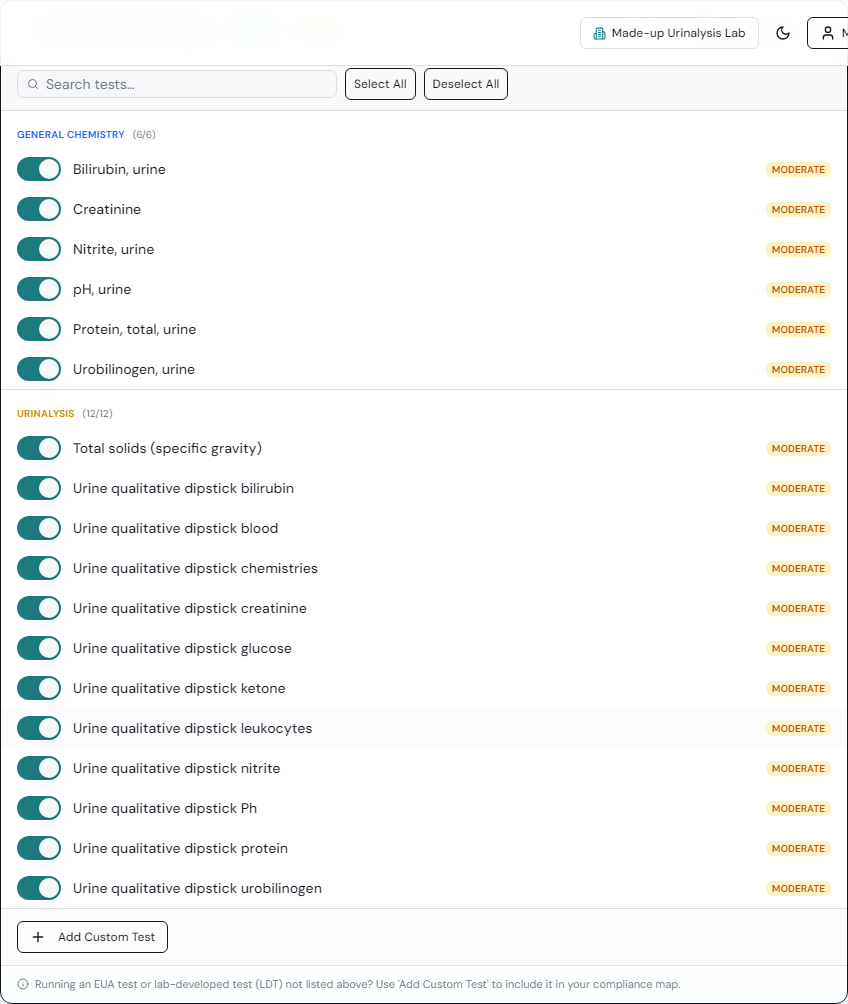 Made-up Urinalysis Lab
Search tests...
Select All
Deselect All
GENERAL CHEMISTRY (6/6)
Bilirubin, urine MODERATE
Creatinine MODERATE
Nitrite, urine MODERATE
pH, urine MODERATE
Protein, total, urine MODERATE
Urobilinogen, urine MODERATE
URINALYSIS (12/12)
Total solids (specific gravity) MODERATE
Urine qualitative dipstick bilirubin MODERATE
Urine qualitative dipstick blood MODERATE
Urine qualitative dipstick chemistries MODERATE
Urine qualitative dipstick creatinine MODERATE
Urine qualitative dipstick glucose MODERATE
Urine qualitative dipstick ketone MODERATE
Urine qualitative dipstick leukocytes MODERATE
Urine qualitative dipstick nitrite MODERATE
Urine qualitative dipstick Ph MODERATE
Urine qualitative dipstick protein MODERATE
Urine qualitative dipstick urobilinogen MODERATE
Add Custom Test
Running an EUA test or lab-developed test (LDT) not listed above? Use 'Add Custom Test' to include it in your compliance map.